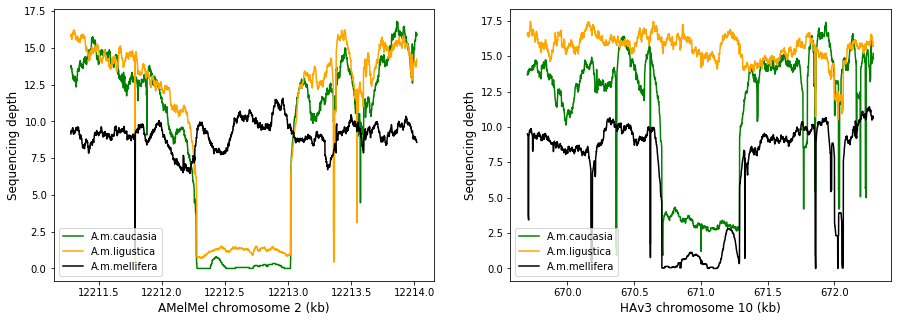 17.5
15.0
12.5
10.0
7.5
5.0
2.5
0.0
Sequencing depth
A.m.caucasia
A.m.ligustica
A.m.mellifera
12211.5 12212.0 12212.5 12213.0 12213.5 12214.0
AMelMel chromosome 2 (kb)
17.5
15.0
12.5
10.0
7.5
5.0
2.5
0.0
Sequencing depth
A.m.caucasia
A.m.ligustica
A.m.mellifera
670.0 670.5 671.0 671.5 672.0
HAv3 chromosome 10 (kb)